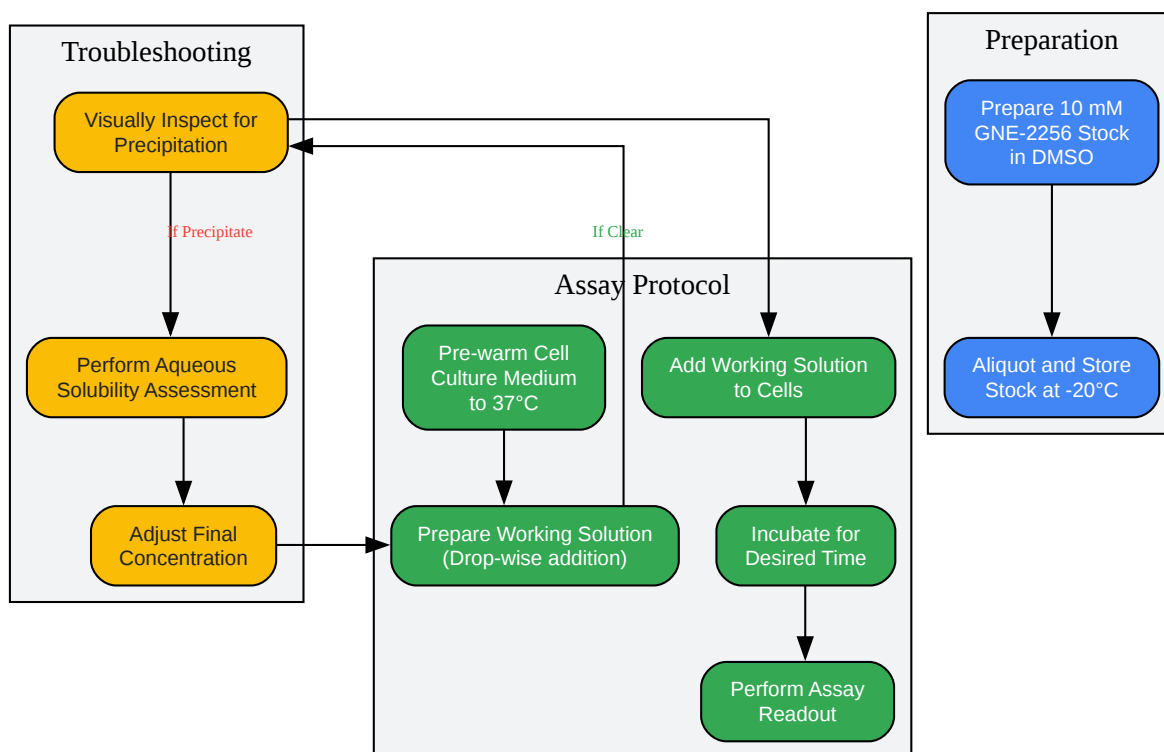 Troubleshooting
Visually Inspect for
Precipitation
If Precipitate
Perform Aqueous
Solubility Assessment
Adjust Final
Concentration
If Clear
Assay Protocol
Pre-warm Cell
Culture Medium
to 37°C
Prepare Working Solution
(Drop-wise addition)
Add Working Solution
to Cells
Incubate for
Desired Time
Perform Assay
Readout
Preparation
Prepare 10 mM
GNE-2256 Stock
in DMSO
Aliquot and Store
Stock at -20°C